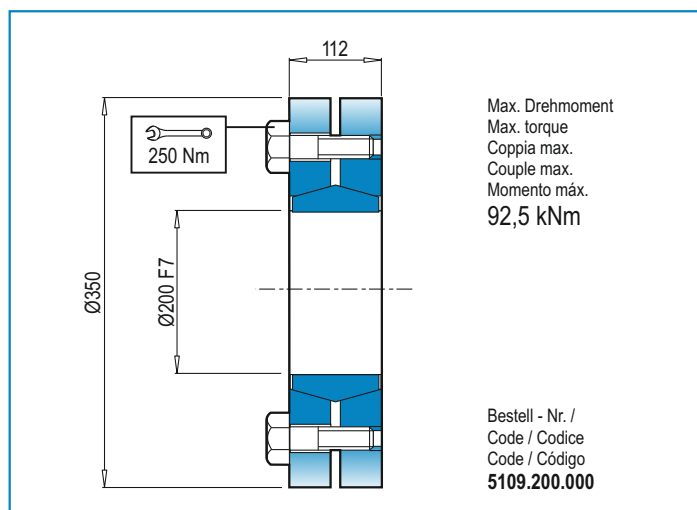 112
250 Nm
Ø350
Ø200 F7
Max. Drehmoment
Max. torque
Coppia max.
Couple max.
Momento máx.
92,5 kNm
Bestell - Nr. /
Code / Codice
Code / Código
5109.200.000